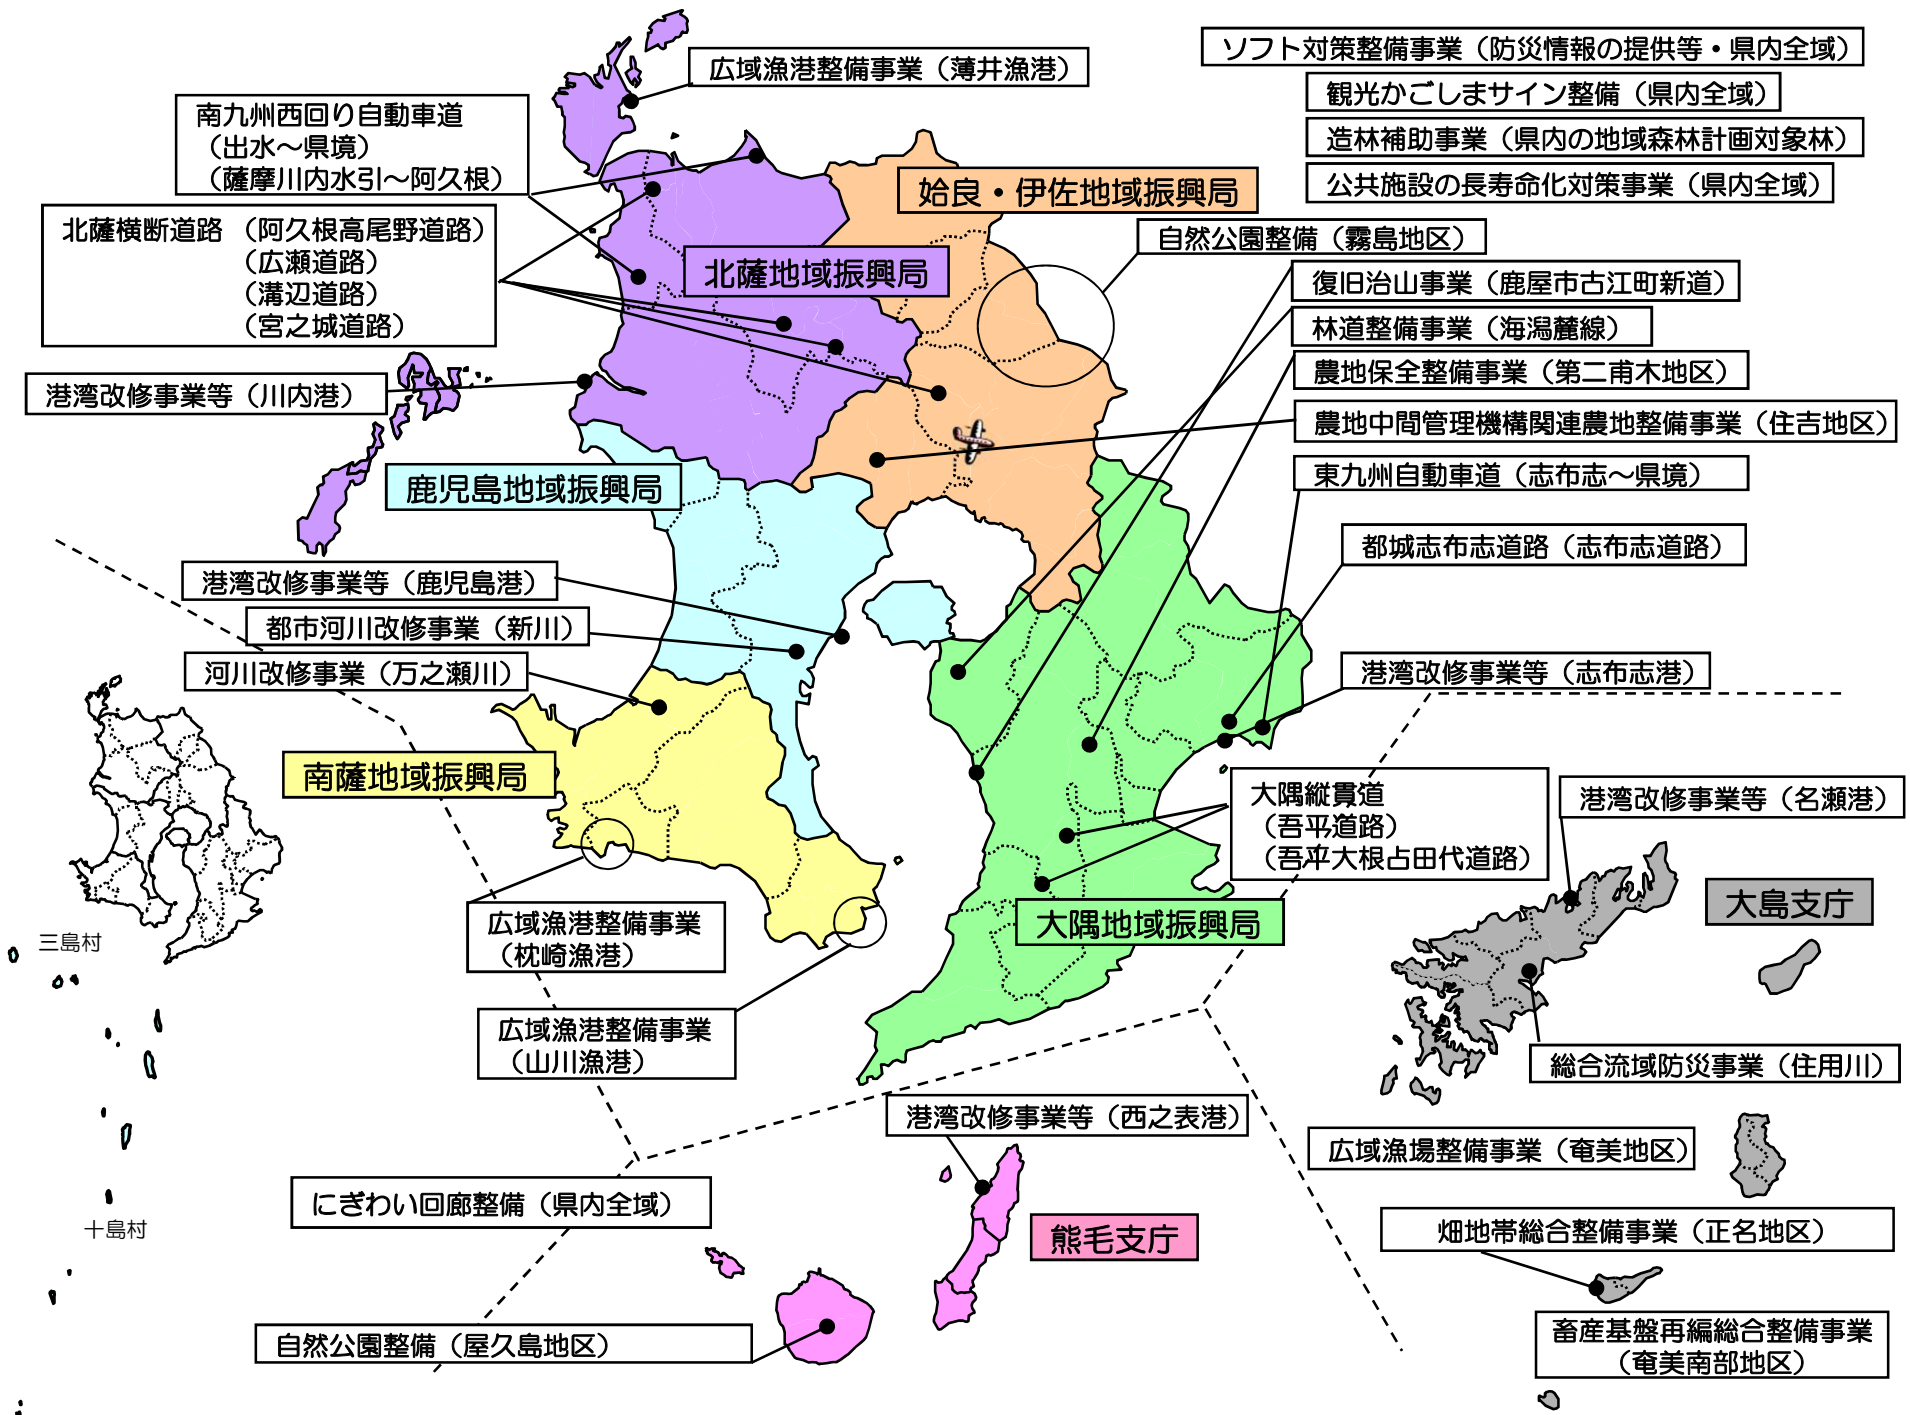 ソフト対策整備事業（防災情報の提供等・県内全域）
観光かごしまサイン整備（県内全域）
造林補助事業（県内の地域森林計画対象林）
公共施設の長寿命化対策事業（県内全域）
広域漁港整備事業（薄井漁港）
南九州西回り自動車道
（出水～県境）
（薩摩川内水引～阿久根）
北薩横断道路（阿久根高尾野道路）
（広瀬道路）
（溝辺道路）
（宮之城道路）
港湾改修事業等（川内港）
姶良・伊佐地域振興局
北薩地域振興局
自然公園整備（霧島地区）
復旧治山事業（鹿屋市古江町新道）
林道整備事業（海潟麓線）
農地保全整備事業（第二甫木地区）
農地中間管理機構関連農地整備事業（住吉地区）
東九州自動車道（志布志～県境）
都城志布志道路（志布志道路）
港湾改修事業等（志布志港）
鹿児島地域振興局
港湾改修事業等（鹿児島港）
都市河川改修事業（新川）
河川改修事業（万之瀬川）
南薩地域振興局
大隅縦貫道
（吾平道路）
（吾平大根占田代道路）
大隅地域振興局
港湾改修事業等（名瀬港）
大島支庁
広域漁港整備事業
（枕崎漁港）
広域漁港整備事業
（山川漁港）
三島村
十島村
総合流域防災事業（住用川）
港湾改修事業等（西之表港）
広域漁場整備事業（奄美地区）
にぎわい回廊整備（県内全域）
熊毛支庁
畑地帯総合整備事業（正名地区）
自然公園整備（屋久島地区）
畜産基盤再編総合整備事業
（奄美南部地区）